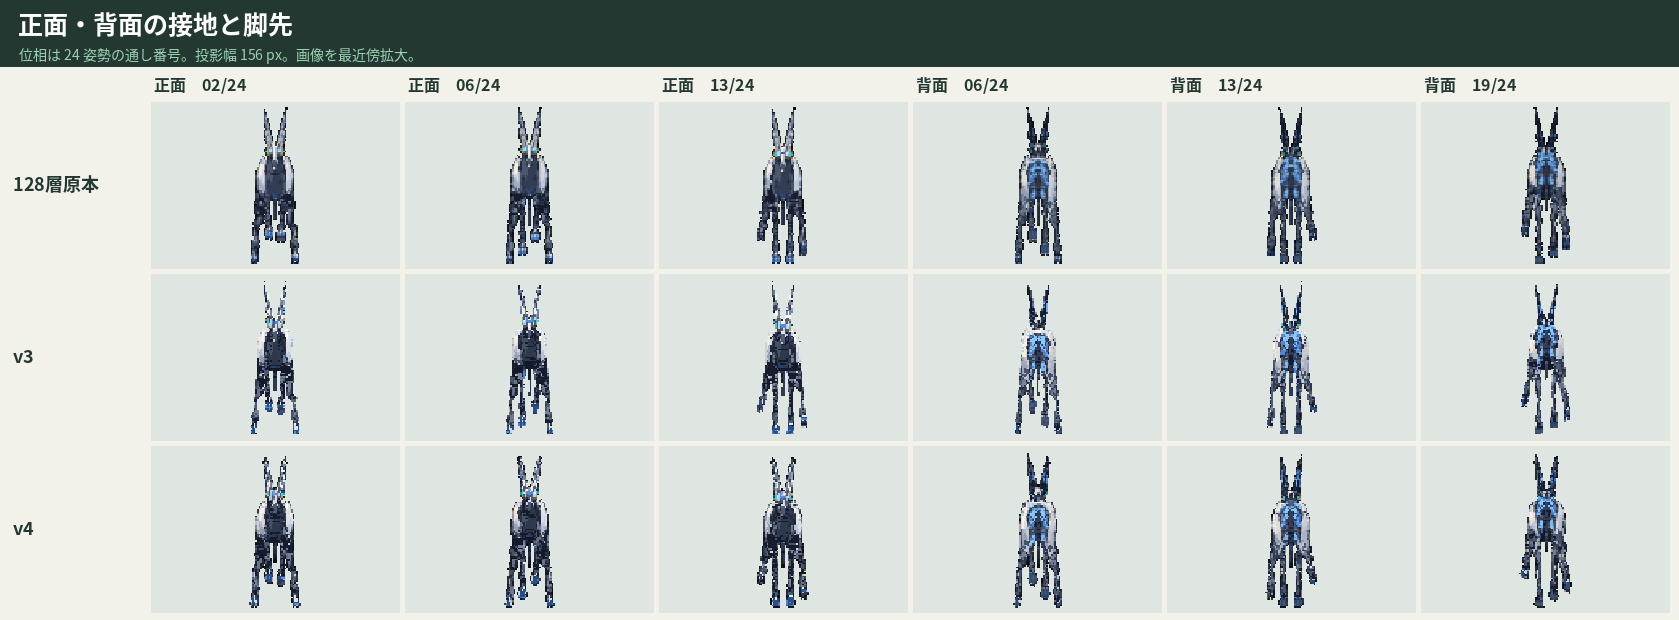 正面・背面の接地と脚先
位相は 24 姿勢の通し番号。投影幅 156 px。画像を最近傍拡大。
正面 02/24 正面 06/24 正面 13/24 背面 06/24 背面 13/24 背面 19/24
128層原本
v3
v4